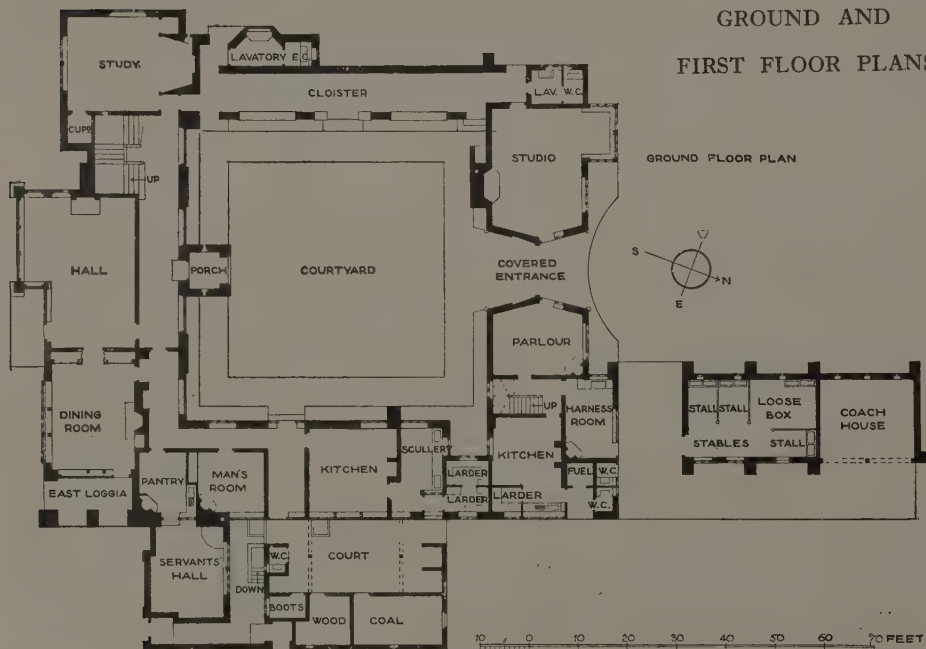 GROUND AND
FIRST FLOOR PLANS
STUDY.
LAVATORY E.C.
CLOISTER
LAV. W.C.
CUPD
STUDIO
GROUND FLOOR PLAN
UP
HALL
PORCH
COURTYARD
COVERED
ENTRANCE
S
N
E
PARLOUR
DINING
ROOM
UP
HARNESS
ROOM
STALL STALL
LOOSE
BOX
COACH
HOUSE
STABLES
STALL
KITCHEN
SCULLERY
KITCHEN
PANTRY
MAN'S
ROOM
LARDER
LARDER
LARDER
FUEL W.C.
W.C.
EAST LOGGIA
SERVANTS'
HALL
W.C.
COURT
DOWN
BOOTS
WOOD
COAL
10 5 0 10 20 30 40 50 60 70 FEET